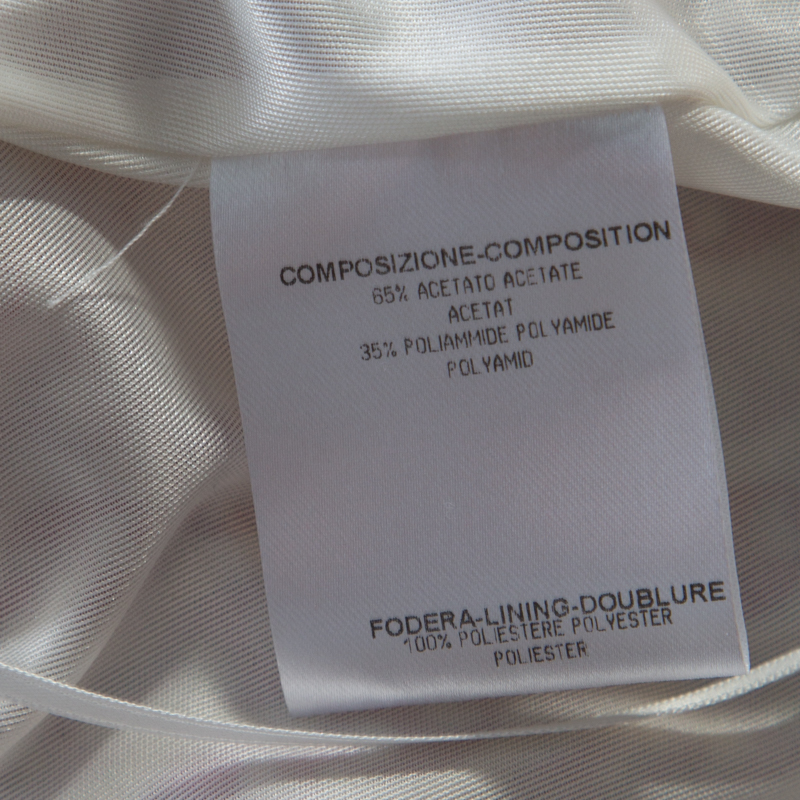 COMPOSIZIONE-COMPOSITION
65% ACETATO ACETATE
ACETAT
35% POLIAMMIDE POLYAMIDE
POLYAMID
FODERA-LINING-DOUBLURE
100% POLIESTERE POLYESTER
POLIESTER